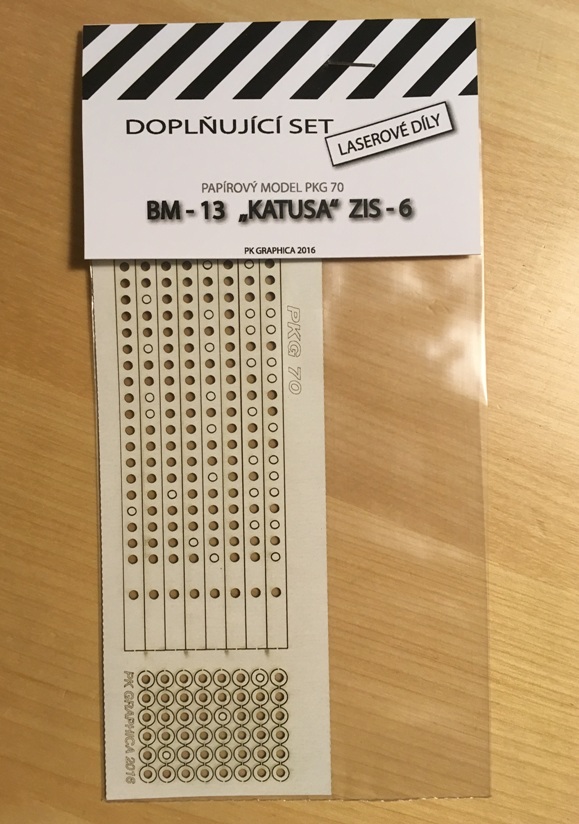 DOPLŇUJÍCÍ SET
LASEROVÉ DÍLY
PAPÍROVÝ MODEL PKG 70
BM - 13 „KATUSA“ ZIS - 6
PK GRAPHICA 2016
PKG 70
PK GRAPHICA 2016